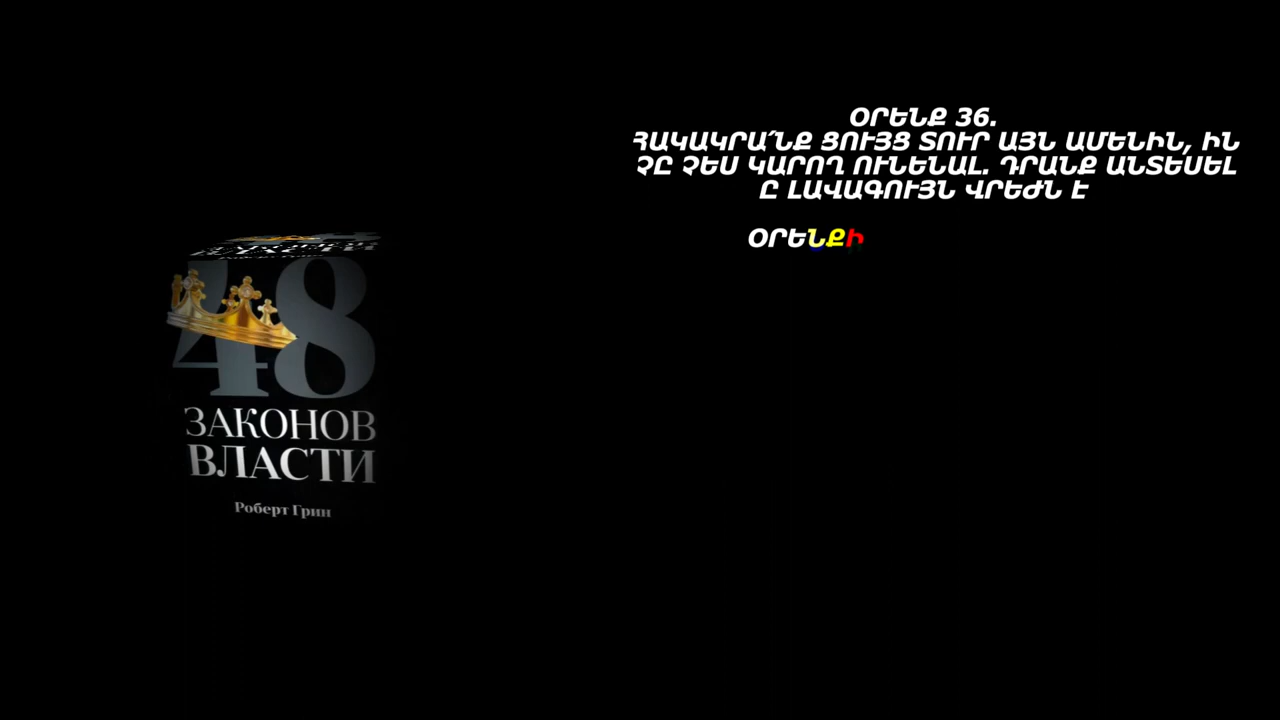 ՕՐԵՆՔ 36.
ՀԱԿԱԿՐԱ՛ՆՔ ՑՈՒՅՑ ՏՈՒՐ ԱՅՆ ԱՄԵՆԻՆ, ԻՆ
ՉԸ ՉԵՍ ԿԱՐՈՂ ՈՒՆԵՆԱԼ. ԴՐԱՆՔ ԱՆՏԵՍԵԼ
Ը ԼԱՎԱԳՈՒՅՆ ՎՐԵԺՆ Է
ՕՐԵՆՔԻ
48
ЗАКОНОВ
ВЛАСТИ
Роберт Грин